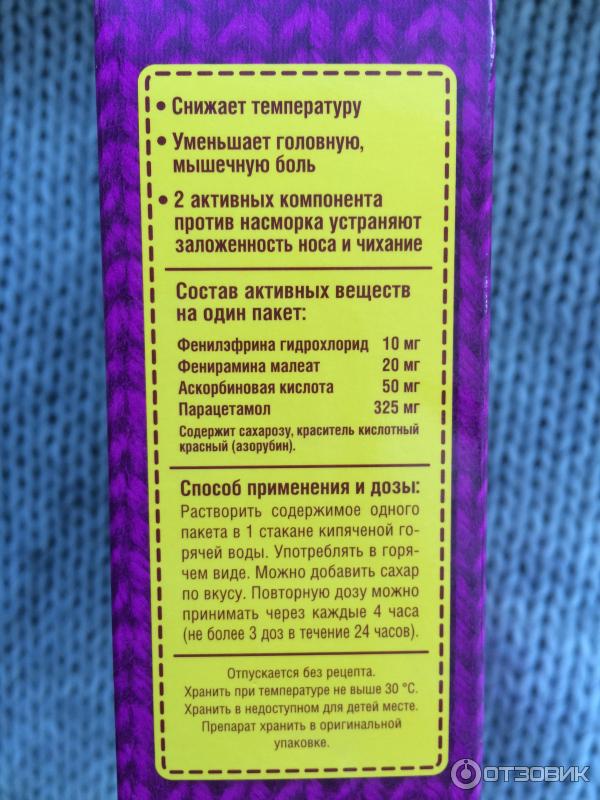 • Снижает температуру
• Уменьшает головную,
мышечную боль
• 2 активных компонента
против насморка устраняют
заложенность носа и чихание
Состав активных веществ
на один пакет:
Фенилэфрина гидрохлорид 10 мг
Фенирамина малеат 20 мг
Аскорбиновая кислота 50 мг
Парацетамол 325 мг
Содержит сахарозу, краситель кислотный
красный (азорубин).
Способ применения и дозы:
Растворить содержимое одного
пакета в 1 стакане кипяченой го-
рячей воды. Употреблять в горя-
чем виде. Можно добавить сахар
по вкусу. Повторную дозу можно
принимать через каждые 4 часа
(не более 3 доз в течение 24 часов).
Отпускается без рецепта.
Хранить при температуре не выше 30 °С.
Хранить в недоступном для детей месте.
Препарат хранить в оригинальной
упаковке.
ОТЗОВИК